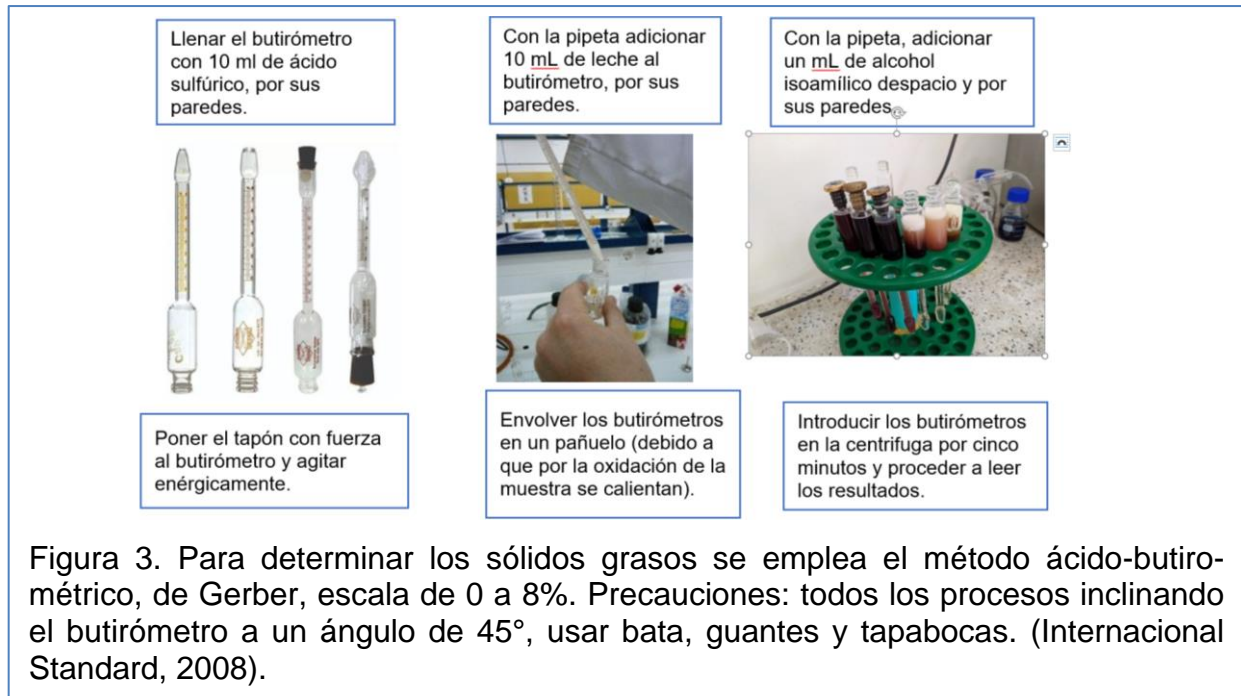 Llenar el butirómetro
con 10 ml de ácido
sulfúrico, por sus
paredes.
Con la pipeta adicionar
10 mL de leche al
butirómetro, por sus
paredes.
Con la pipeta, adicionar
un mL de alcohol
isoamílico despacio y por
sus paredes.
Poner el tapón con fuerza
al butirómetro y agitar
enérgicamente.
Envolver los butirómetros
en un pañuelo (debido a
que por la oxidación de la
muestra se calientan).
Introducir los butirómetros
en la centrifuga por cinco
minutos y proceder a leer
los resultados.
Figura 3. Para determinar los sólidos grasos se emplea el método ácido-butiro-
métrico, de Gerber, escala de 0 a 8%. Precauciones: todos los procesos inclinando
el butirómetro a un ángulo de 45°, usar bata, guantes y tapabocas. (Internacional
Standard, 2008).